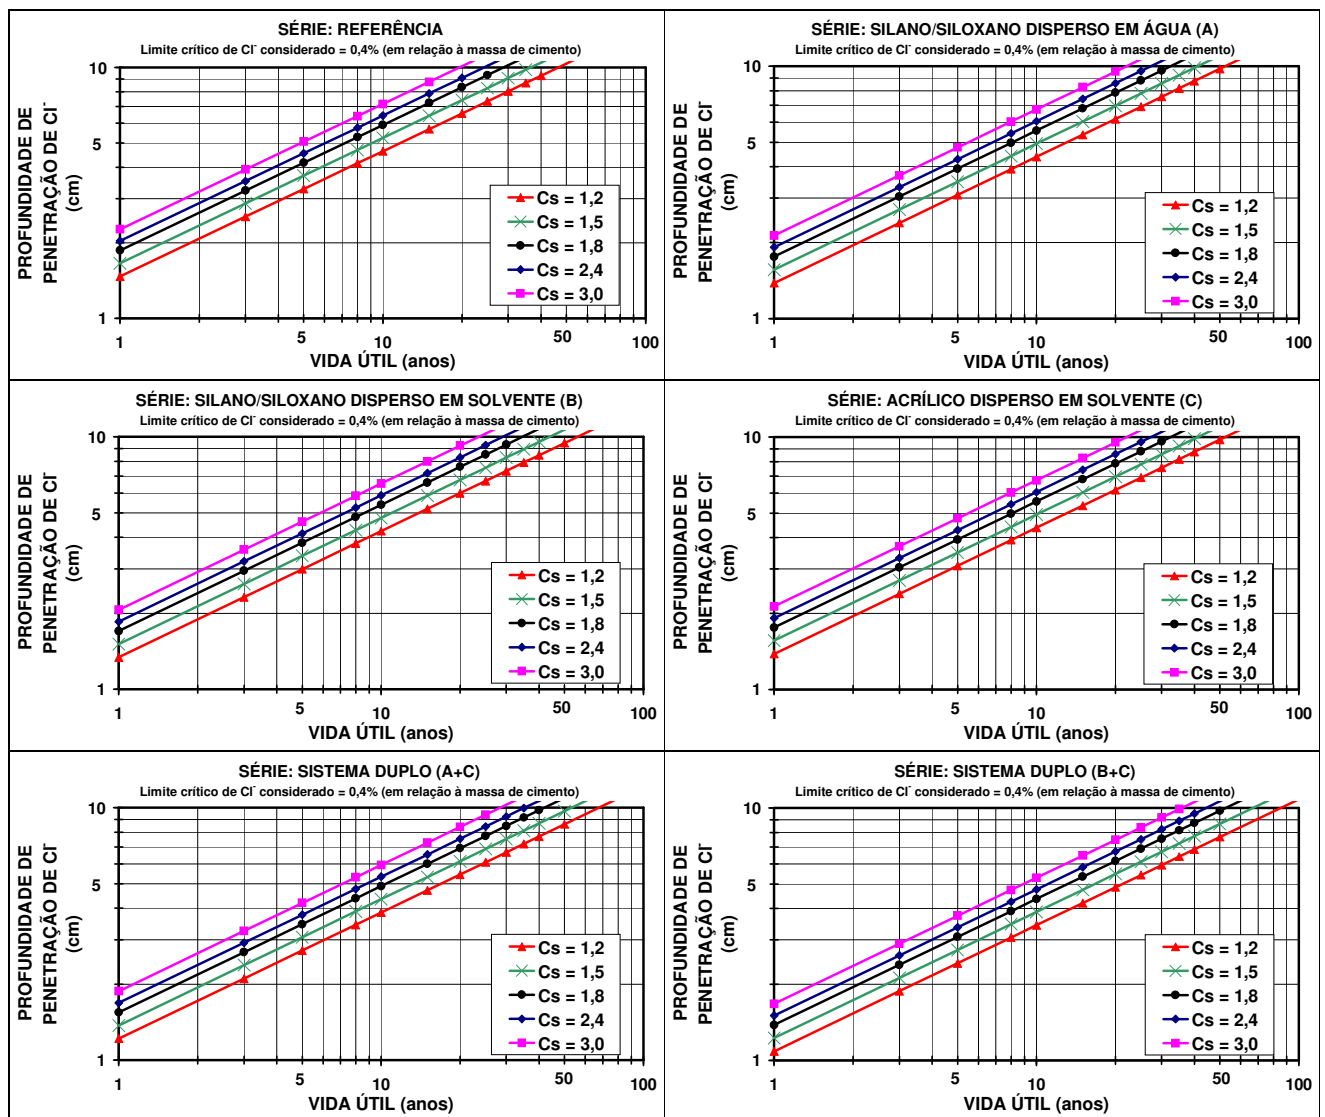 SÉRIE: REFERÊNCIA
Limite crítico de Cl⁻ considerado = 0,4% (em relação à massa de cimento)
PROFUNDIDADE DE
PENETRAÇÃO DE Cl⁻
(cm)
10
5
1
Cs = 1,2
Cs = 1,5
Cs = 1,8
Cs = 2,4
Cs = 3,0
1 5 10 50 100
VIDA ÚTIL (anos)
SÉRIE: SILANO/SILOXANO DISPERSO EM ÁGUA (A)
Limite crítico de Cl⁻ considerado = 0,4% (em relação à massa de cimento)
PROFUNDIDADE DE
PENETRAÇÃO DE Cl⁻
(cm)
10
5
1
Cs = 1,2
Cs = 1,5
Cs = 1,8
Cs = 2,4
Cs = 3,0
1 5 10 50 100
VIDA ÚTIL (anos)
SÉRIE: SILANO/SILOXANO DISPERSO EM SOLVENTE (B)
Limite crítico de Cl⁻ considerado = 0,4% (em relação à massa de cimento)
PROFUNDIDADE DE
PENETRAÇÃO DE Cl⁻
(cm)
10
5
1
Cs = 1,2
Cs = 1,5
Cs = 1,8
Cs = 2,4
Cs = 3,0
1 5 10 50 100
VIDA ÚTIL (anos)
SÉRIE: ACRÍLICO DISPERSO EM SOLVENTE (C)
Limite crítico de Cl⁻ considerado = 0,4% (em relação à massa de cimento)
PROFUNDIDADE DE
PENETRAÇÃO DE Cl⁻
(cm)
10
5
1
Cs = 1,2
Cs = 1,5
Cs = 1,8
Cs = 2,4
Cs = 3,0
1 5 10 50 100
VIDA ÚTIL (anos)
SÉRIE: SISTEMA DUPLO (A+C)
Limite crítico de Cl⁻ considerado = 0,4% (em relação à massa de cimento)
PROFUNDIDADE DE
PENETRAÇÃO DE Cl⁻
(cm)
10
5
1
Cs = 1,2
Cs = 1,5
Cs = 1,8
Cs = 2,4
Cs = 3,0
1 5 10 50 100
VIDA ÚTIL (anos)
SÉRIE: SISTEMA DUPLO (B+C)
Limite crítico de Cl⁻ considerado = 0,4% (em relação à massa de cimento)
PROFUNDIDADE DE
PENETRAÇÃO DE Cl⁻
(cm)
10
5
1
Cs = 1,2
Cs = 1,5
Cs = 1,8
Cs = 2,4
Cs = 3,0
1 5 10 50 100
VIDA ÚTIL (anos)